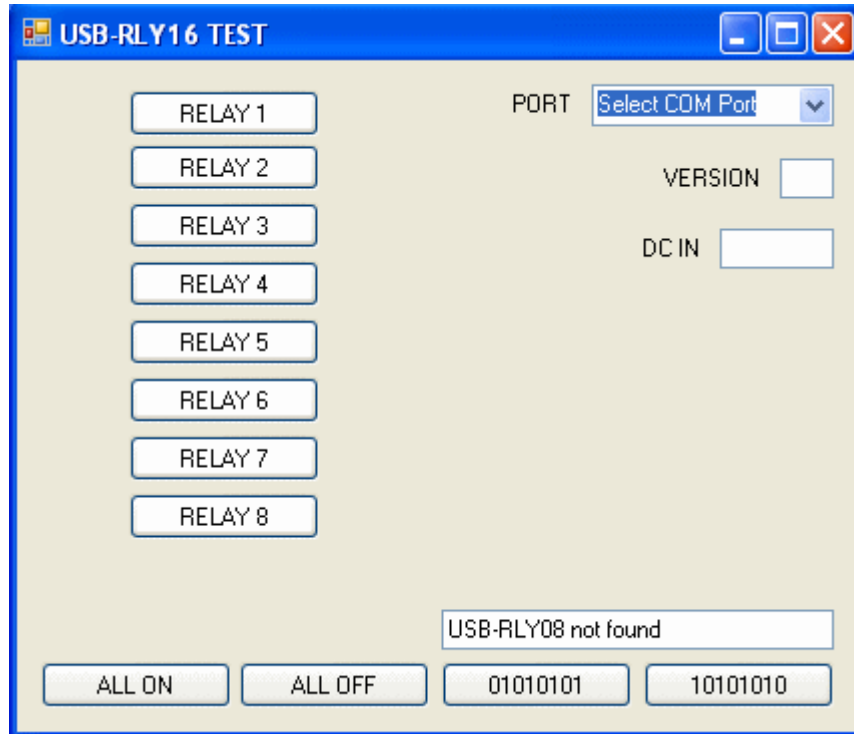 USB-RLY16 TEST
RELAY 1
PORT
Select COM Port
RELAY 2
VERSION
RELAY 3
DC IN
RELAY 4
RELAY 5
RELAY 6
RELAY 7
RELAY 8
USB-RLY08 not found
ALL ON
ALL OFF
01010101
10101010